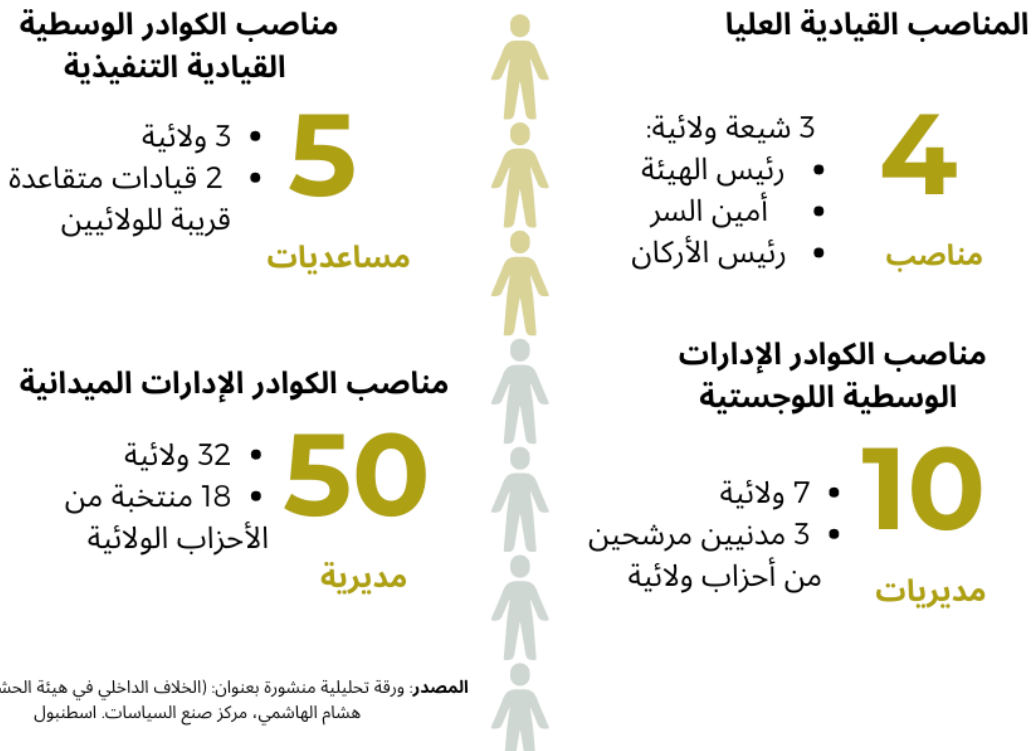 المناصب القيادية العليا
4
مناصب
3 شيعة ولائية:
• رئيس الهيئة
• أمين السر
• رئيس الأركان
مناصب الكوادر الوسطية
القيادية التنفيذية
5
مساعديات
• 3 ولائية
• 2 قيادات متقاعدة
قريبة للولائيين
مناصب الكوادر الإدارات
الوسطية اللوجستية
10
مديريات
• 7 ولائية
• 3 مدنيين مرشحين
من أحزاب ولائية
مناصب الكوادر الإدارات الميدانية
50
مديرية
• 32 ولائية
• 18 منتخبة من
الأحزاب الولائية
المصدر: ورقة تحليلية منشورة بعنوان: (الخلاف الداخلي في هيئة
هشام الهاشمي، مركز صنع السياسات. اسطنبول